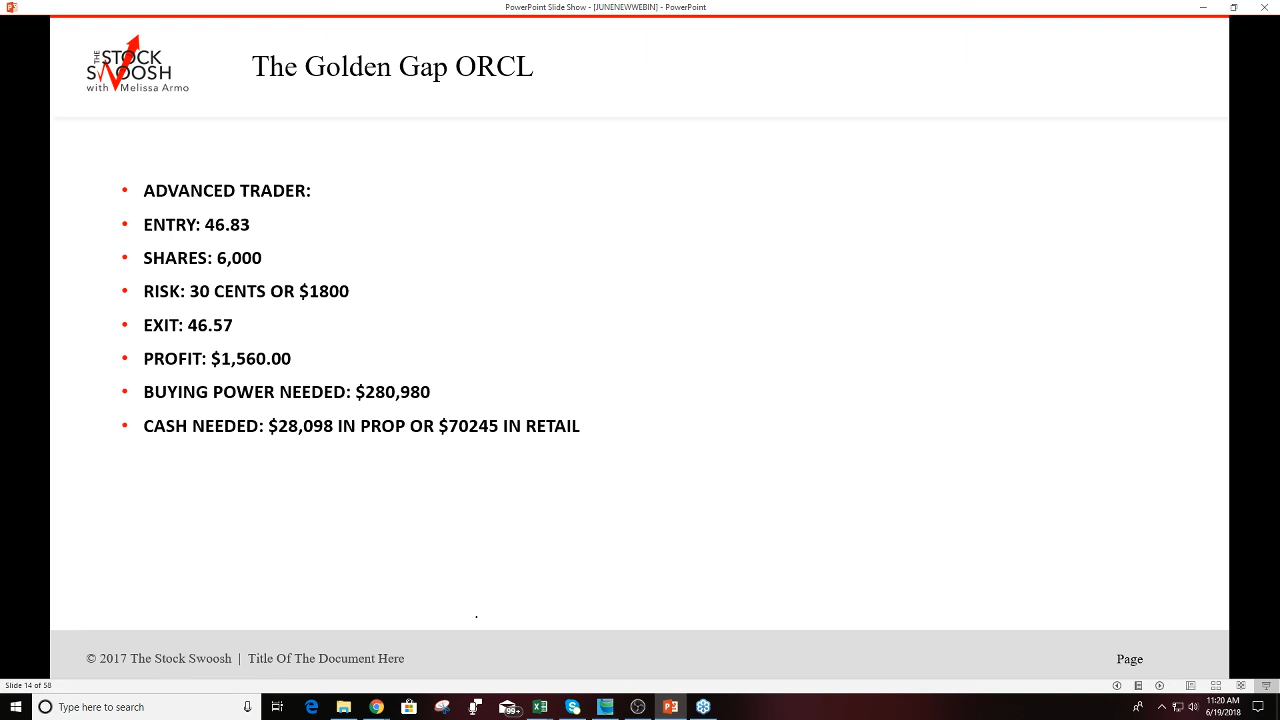 PowerPoint Slide Show - [JUNENEWWEBIN] - PowerPoint
THE STOCK
SWOOSH
with Melissa Armo
The Golden Gap ORCL
• ADVANCED TRADER:
• ENTRY: 46.83
• SHARES: 6,000
• RISK: 30 CENTS OR $1800
• EXIT: 46.57
• PROFIT: $1,560.00
• BUYING POWER NEEDED: $280,980
• CASH NEEDED: $28,098 IN PROP OR $70245 IN RETAIL
© 2017 The Stock Swoosh | Title Of The Document Here
Page
Slide 14 of 58
Type here to search
99+
11:20 AM
6/19/2018